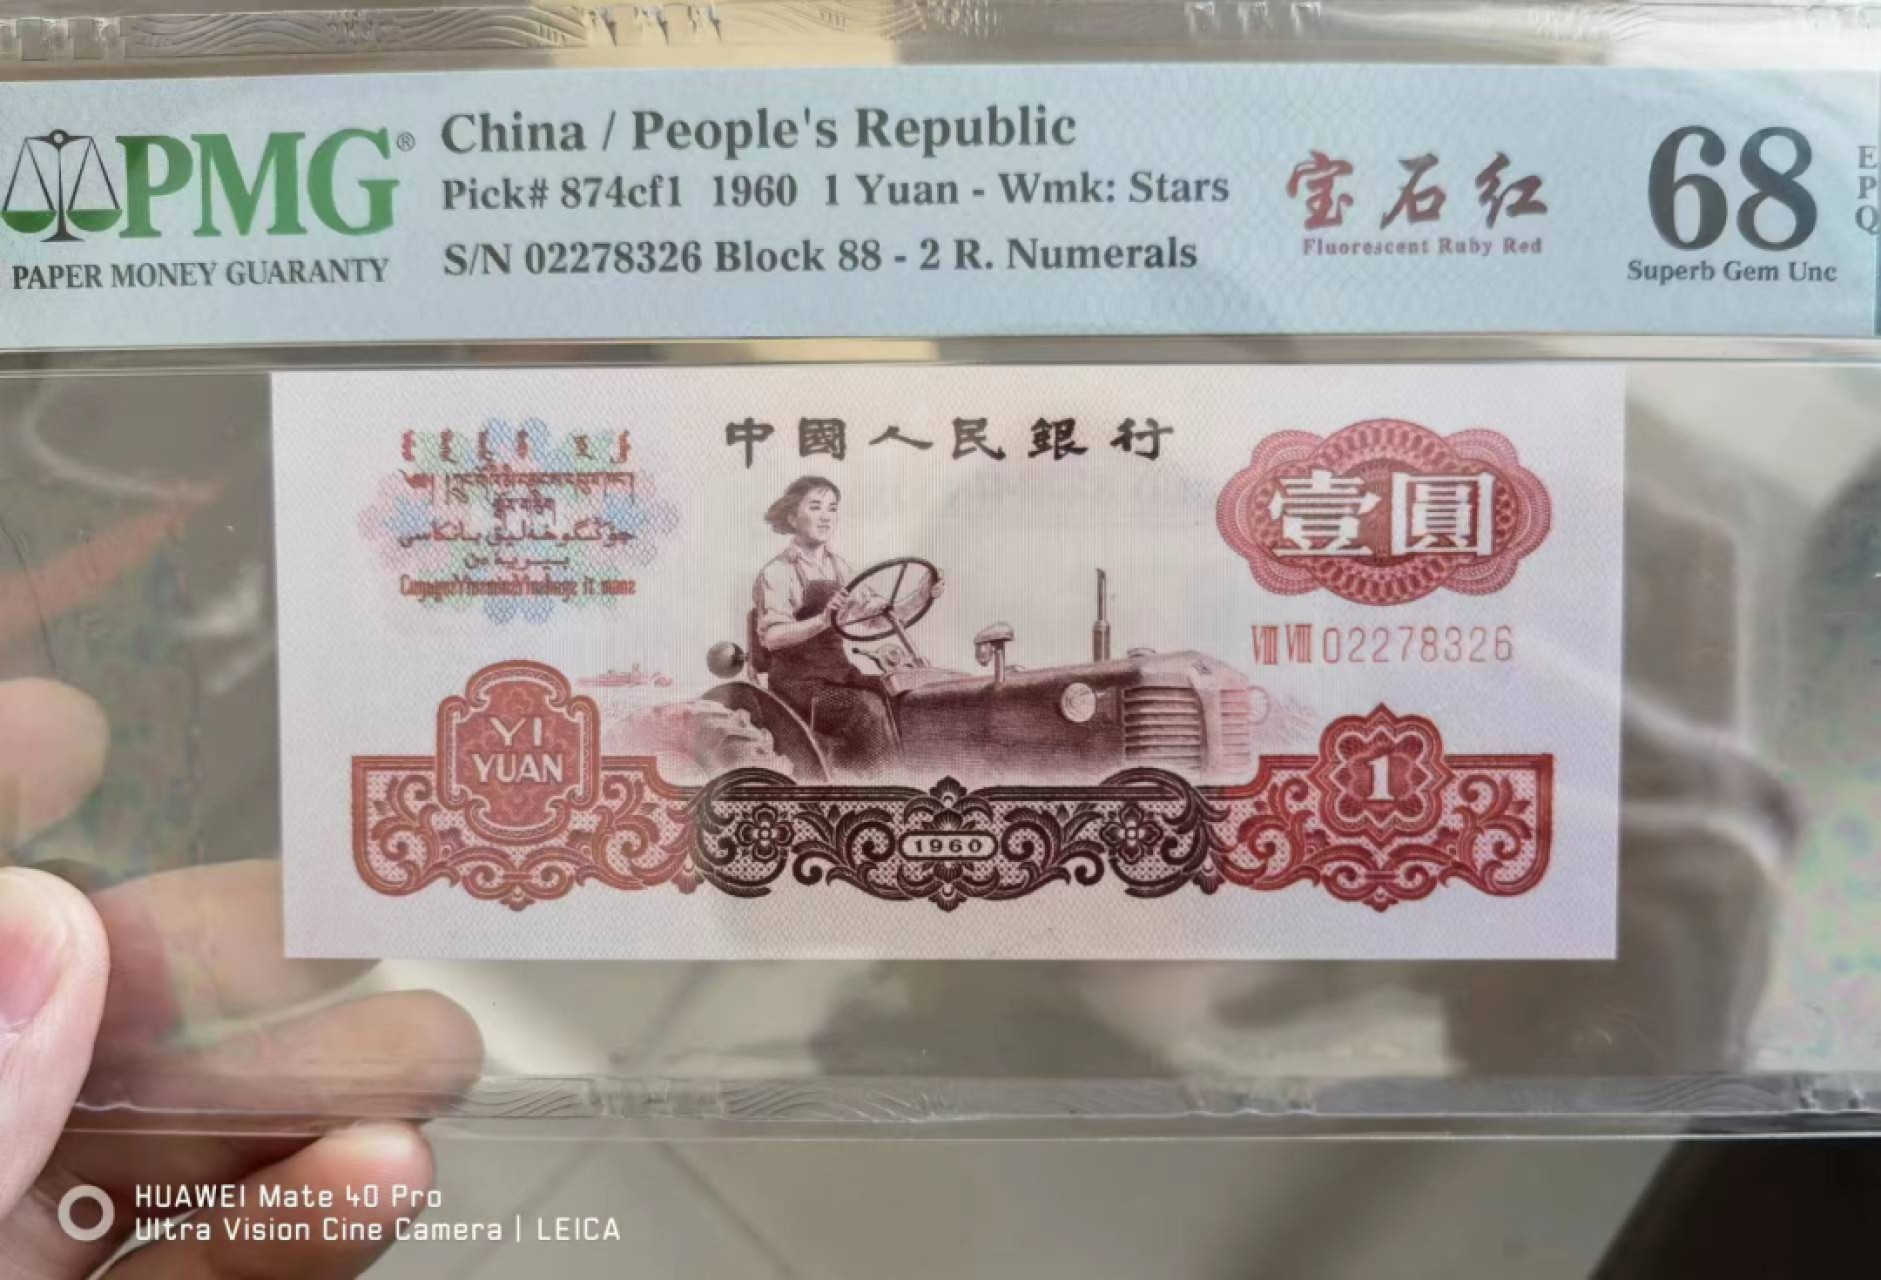 PMG®
PAPER MONEY GUARANTY
China / People's Republic
Pick# 874cf1 1960 1 Yuan - Wmk: Stars
S/N 02278326 Block 88 - 2 R. Numerals
宝石红
Fluorescent Ruby Red
68
EPQ
Superb Gem Unc
中國人民銀行
壹圓
ⅧⅧ 02278326
YI
YUAN
1
1960
HUAWEI Mate 40 Pro
Ultra Vision Cine Camera | LEICA